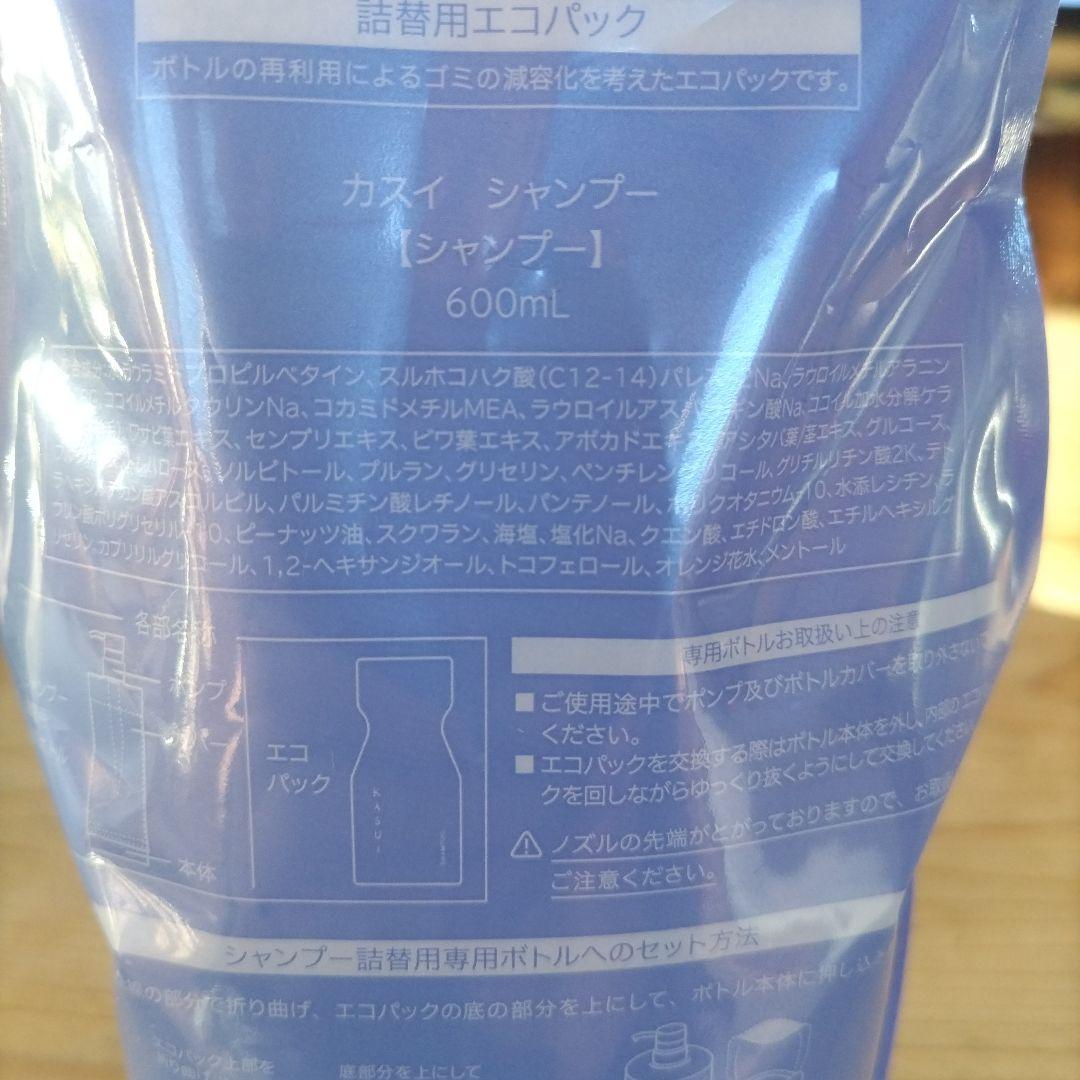 詰替用エコパック
ボトルの再利用によるゴミの減容化を考えたエコパックです。
カスイ シャンプー
【シャンプー】
600mL
ロピルベタイン、スルホコハク酸(C12-14)パレ Na、ラウロイルメチルアラニン
ココイルメチルタウリンNa、コカミドメチルMEA、ラウロイルアス ギン酸Na、ココイル加水分解ケラ
ワサビ葉エキス、センブリエキス、ビワ葉エキス、アボカドエキス、アシタバ葉/茎エキス、グルコース、
ソルビトール、プルラン、グリセリン、ペンチレン コール、グリチルリチン酸2K、テト
コルビル、パルミチン酸レチノール、パンテノール、 クオタニウム-10、水添レシチン、ラ
ウリン酸ポリグリセリル-10、ピーナッツ油、スクワラン、海塩、塩化Na、クエン酸、エチドロン酸、エチルヘキシルグ
リセリン、カプリリルグリコール、1,2-ヘキサンジオール、トコフェロール、オレンジ花水、メントール
各部名称
ポンプ
カバー
本体
エコ
パック
KASUI
専用ボトルお取扱い上の注意
■ ご使用途中でポンプ及びボトルカバーを取り外さないで
ください。
■ エコパックを交換する際はボトル本体を外し、内部のエコ
クを回しながらゆっくり抜くようにして交換してくださ
⚠ ノズルの先端がとがっておりますので、お取
ご注意ください。
シャンプー詰替用専用ボトルへのセット方法
線の部分で折り曲げ、エコパックの底の部分を上にして、ボトル本体に押し込
エコパック上部を
底部分を上にして